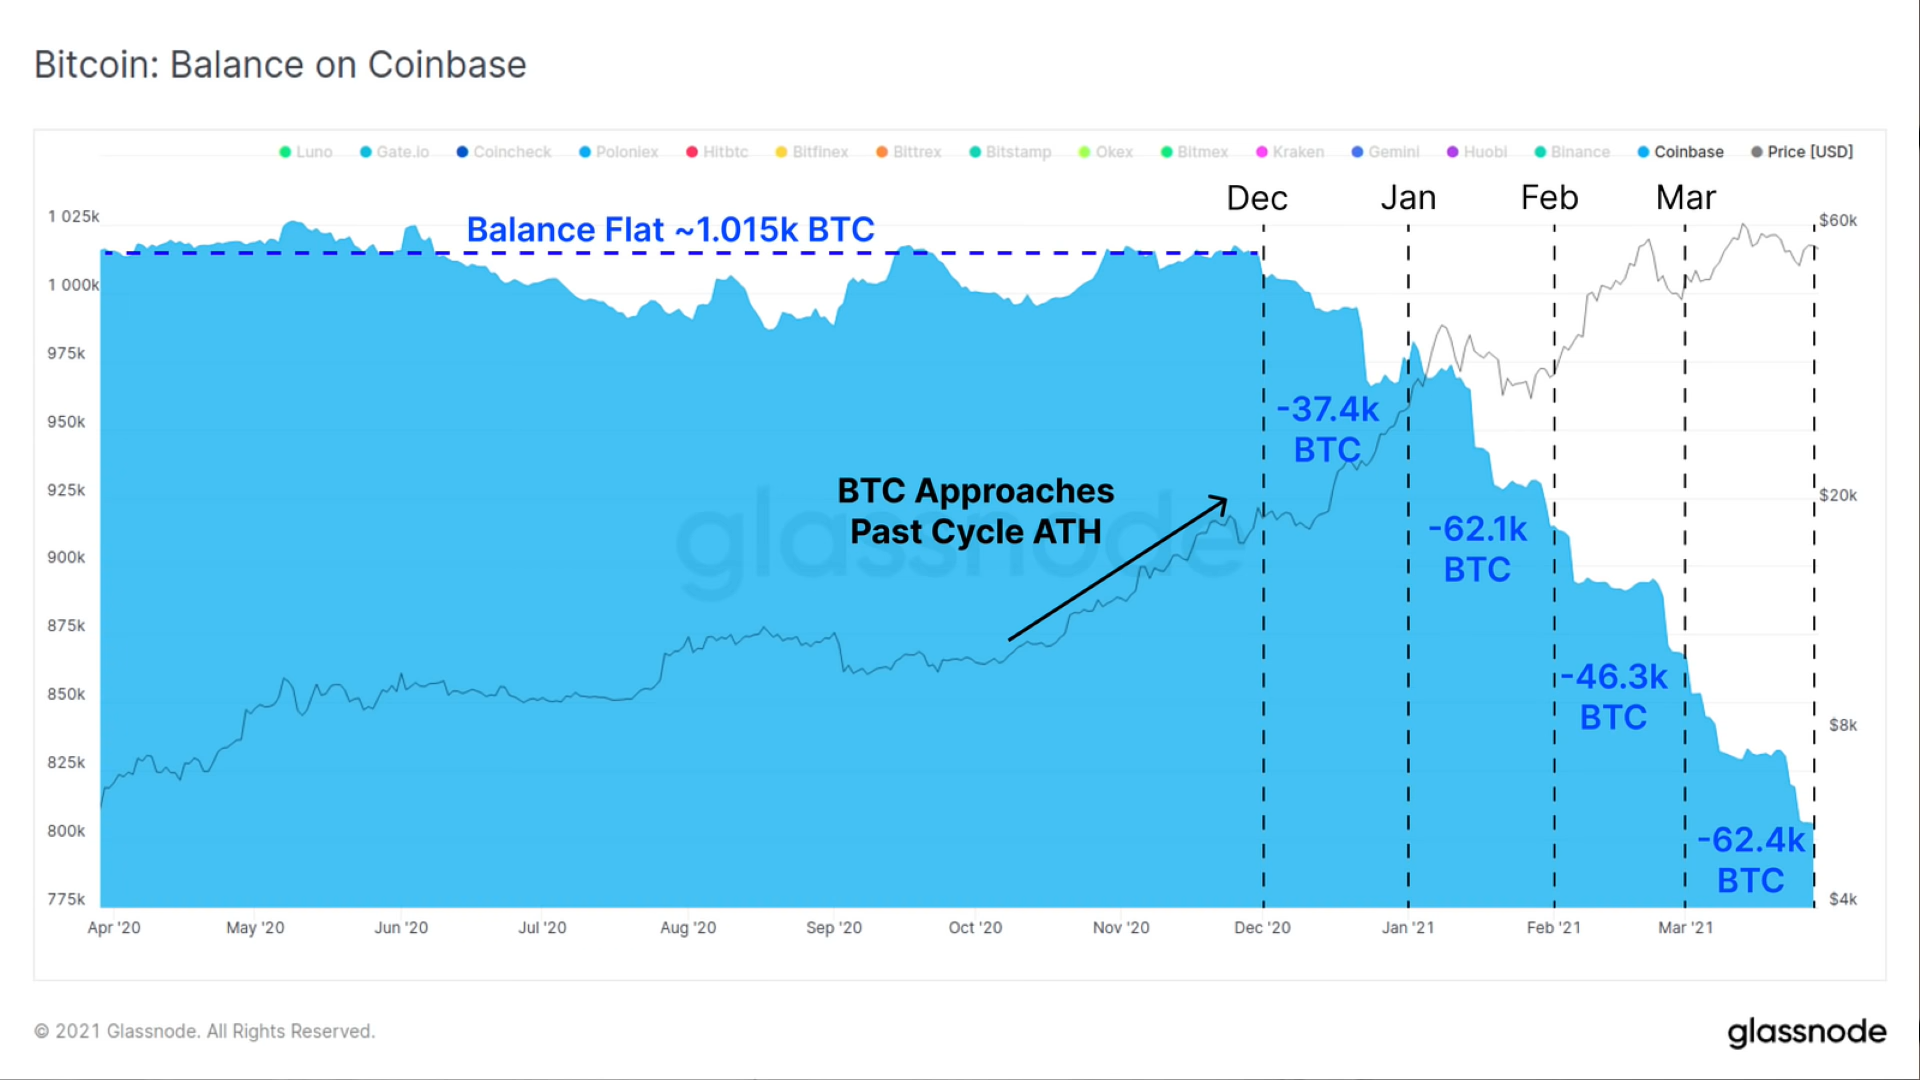 Bitcoin: Balance on Coinbase
Luno Gate.io Coincheck Poloniex Hitbtc Bitfinex Bittrex Bitstamp Okex Bitmex Kraken Gemini Huobi Binance Coinbase Price [USD]
Dec Jan Feb Mar
1 025k
1 000k
975k
950k
925k
900k
875k
850k
825k
800k
775k
$60k
$20k
$8k
$4k
Balance Flat ~1.015k BTC
BTC Approaches
Past Cycle ATH
-37.4k
BTC
-62.1k
BTC
-46.3k
BTC
-62.4k
BTC
glassnode
Apr '20 May '20 Jun '20 Jul '20 Aug '20 Sep '20 Oct '20 Nov '20 Dec '20 Jan '21 Feb '21 Mar '21
© 2021 Glassnode. All Rights Reserved.
glassnode